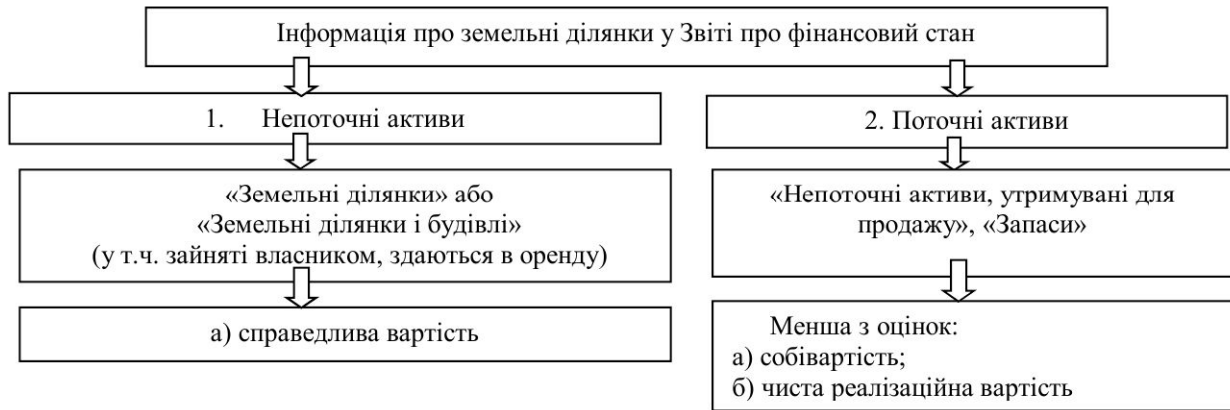 Інформація про земельні ділянки у Звіті про фінансовий стан
1. Непоточні активи
2. Поточні активи
«Земельні ділянки» або
«Земельні ділянки і будівлі»
(у т.ч. зайняті власником, здаються в оренду)
«Непоточні активи, утримувані для
продажу», «Запаси»
а) справедлива вартість
Менша з оцінок:
а) собівартість;
б) чиста реалізаційна вартість